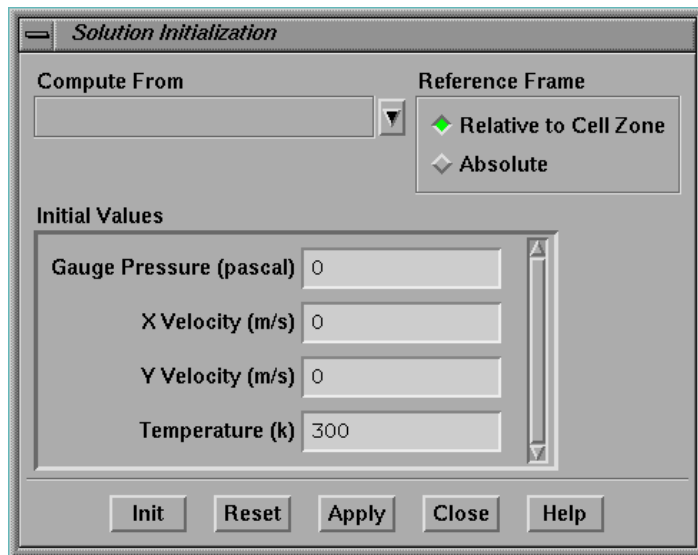 Solution Initialization
Compute From
Reference Frame
Relative to Cell Zone
Absolute
Initial Values
Gauge Pressure (pascal) 0
X Velocity (m/s) 0
Y Velocity (m/s) 0
Temperature (k) 300
Init Reset Apply Close Help